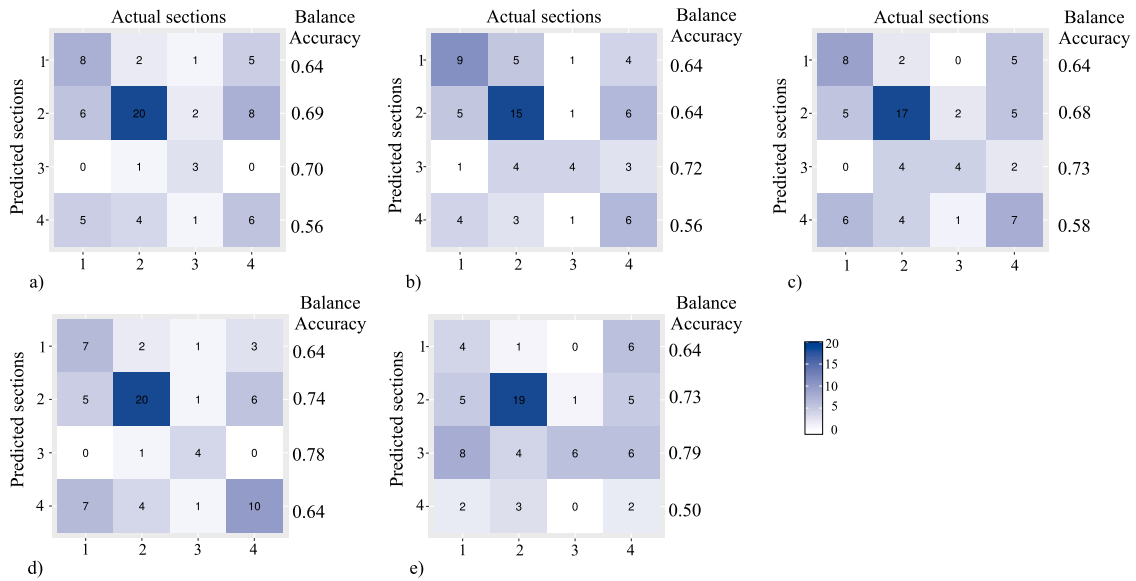 Actual sections
Balance
Accuracy
Predicted sections
1 8 2 1 5 0.64
2 6 20 2 8 0.69
3 0 1 3 0 0.70
4 5 4 1 6 0.56
1 2 3 4
a)
Actual sections
Balance
Accuracy
Predicted sections
1 9 5 1 4 0.64
2 5 15 1 6 0.64
3 1 4 4 3 0.72
4 4 3 1 6 0.56
1 2 3 4
b)
Actual sections
Balance
Accuracy
Predicted sections
1 8 2 0 5 0.64
2 5 17 2 5 0.68
3 0 4 4 2 0.73
4 6 4 1 7 0.58
1 2 3 4
c)
Balance
Accuracy
Predicted sections
1 7 2 1 3 0.64
2 5 20 1 6 0.74
3 0 1 4 0 0.78
4 7 4 1 10 0.64
1 2 3 4
d)
Balance
Accuracy
Predicted sections
1 4 1 0 6 0.64
2 5 19 1 5 0.73
3 8 4 6 6 0.79
4 2 3 0 2 0.50
1 2 3 4
e)
20
15
10
5
0